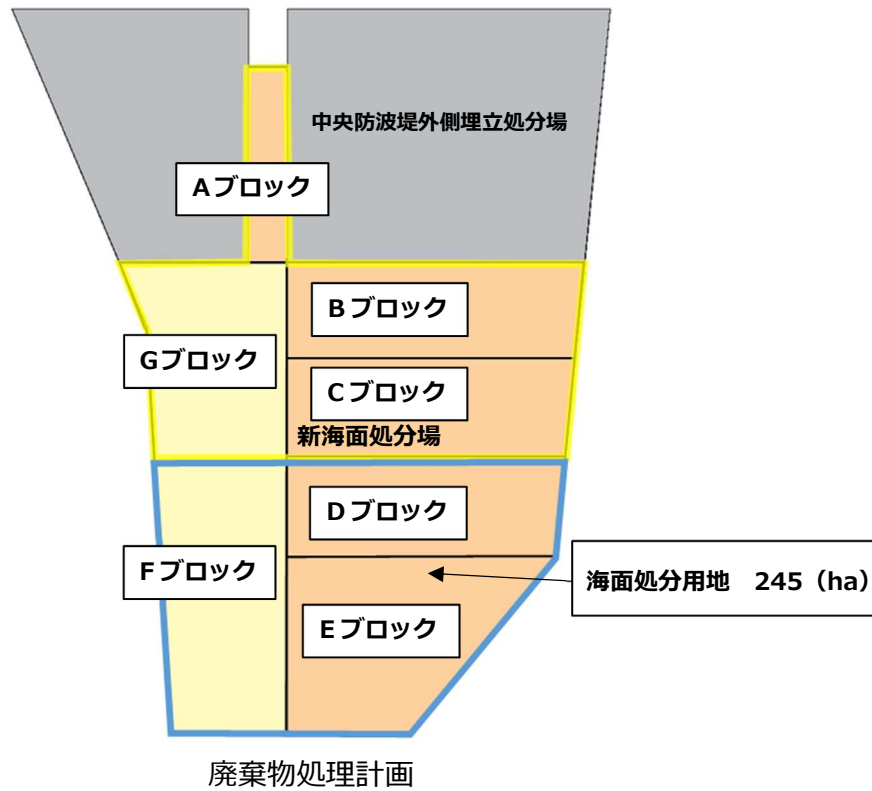 中央防波堤外側埋立処分場
Aブロック
Bブロック
Gブロック
Cブロック
新海面処分場
Dブロック
Fブロック
海面処分用地　245（ha）
Eブロック
廃棄物処理計画